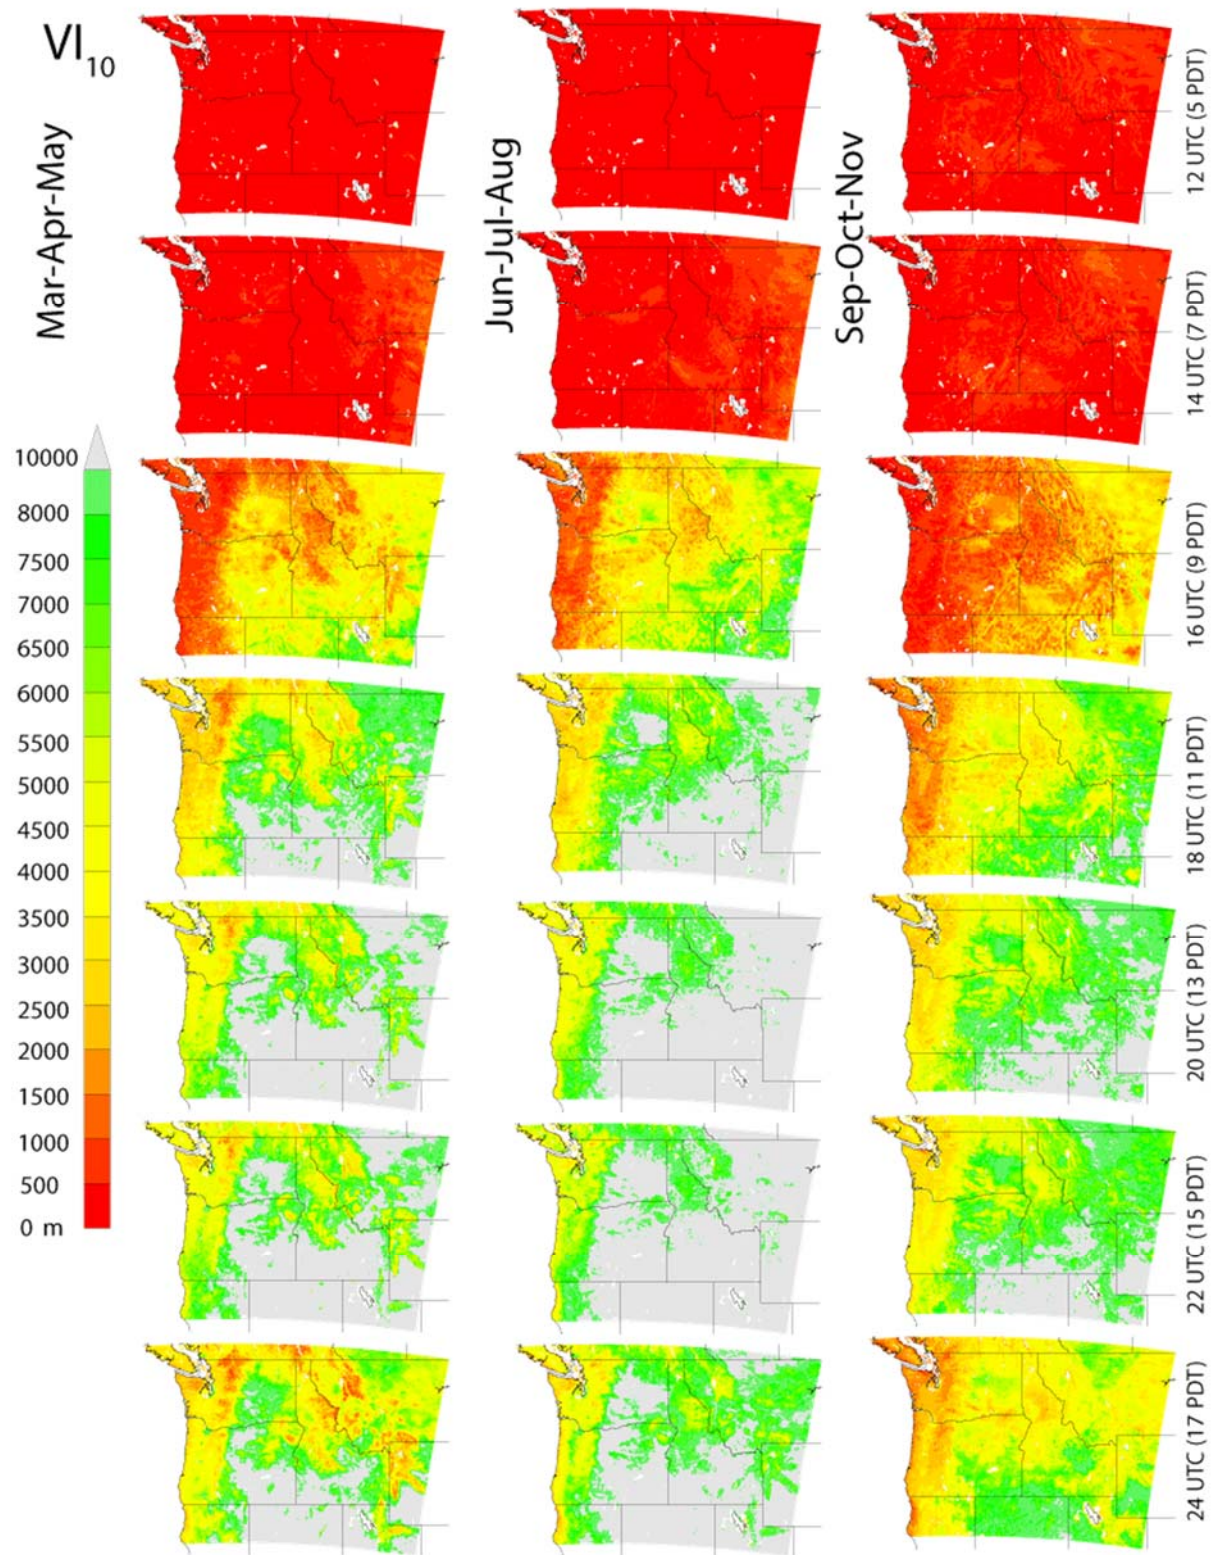 VI10
Mar-Apr-May
Jun-Jul-Aug
Sep-Oct-Nov
12 UTC (5 PDT)
14 UTC (7 PDT)
10000
8000
7500
7000
6500
6000
5500
5000
4500
4000
3500
3000
2500
2000
1500
1000
500
0 m
16 UTC (9 PDT)
18 UTC (11 PDT)
20 UTC (13 PDT)
22 UTC (15 PDT)
24 UTC (17 PDT)